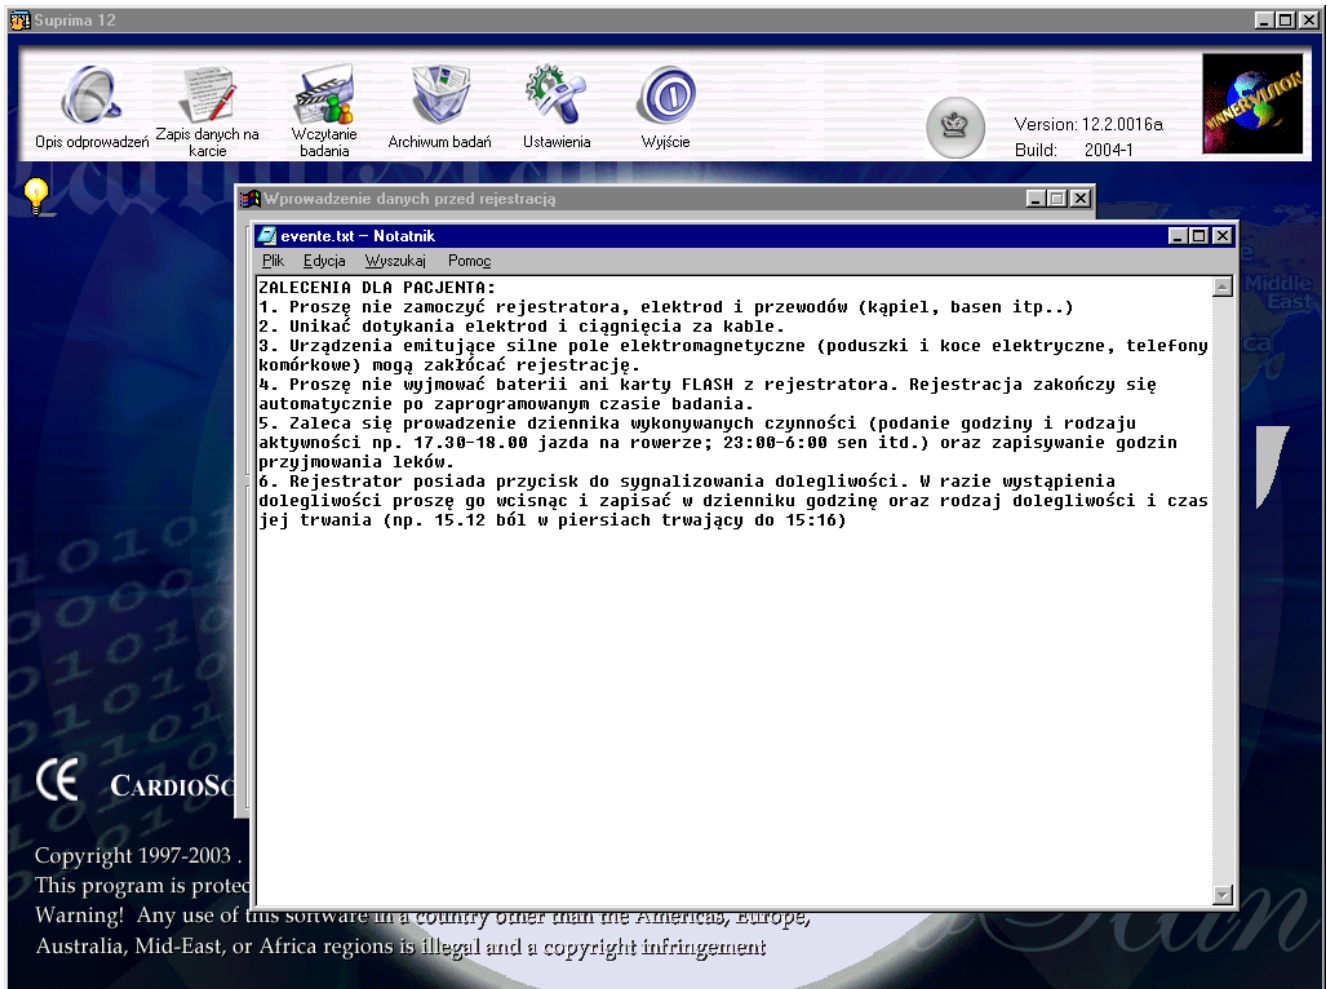 Suprima 12
Opis odprowadzeń
Zapis danych na
karcie
Wczytanie
badania
Archiwum badań
Ustawienia
Wyjście
Version: 12.2.0016a
Build: 2004-1
WINNERVISION
Wprowadzenie danych przed rejestracją
evente.txt – Notatnik
Plik Edycja Wyszukaj Pomoc
ZALECENIA DLA PACJENTA:
1. Proszę nie zamoczyć rejestratora, elektrod i przewodów (kąpiel, basen itp..)
2. Unikać dotykania elektrod i ciągnięcia za kable.
3. Urządzenia emitujące silne pole elektromagnetyczne (poduszki i koce elektryczne, telefony
komórkowe) mogą zakłócać rejestrację.
4. Proszę nie wyjmować baterii ani karty FLASH z rejestratora. Rejestracja zakończy się
automatycznie po zaprogramowanym czasie badania.
5. Zaleca się prowadzenie dziennika wykonywanych czynności (podanie godziny i rodzaju
aktywności np. 17.30-18.00 jazda na rowerze; 23:00-6:00 sen itd.) oraz zapisywanie godzin
przyjmowania leków.
6. Rejestrator posiada przycisk do sygnalizowania dolegliwości. W razie wystąpienia
dolegliwości proszę go wcisnąc i zapisać w dzienniku godzinę oraz rodzaj dolegliwości i czas
jej trwania (np. 15.12 ból w piersiach trwający do 15:16)
Middle
East
CE CARDIOSC
Copyright 1997-2003 .
This program is protec
Warning! Any use of this software in a country other than the Americas, Europe,
Australia, Mid-East, or Africa regions is illegal and a copyright infringement